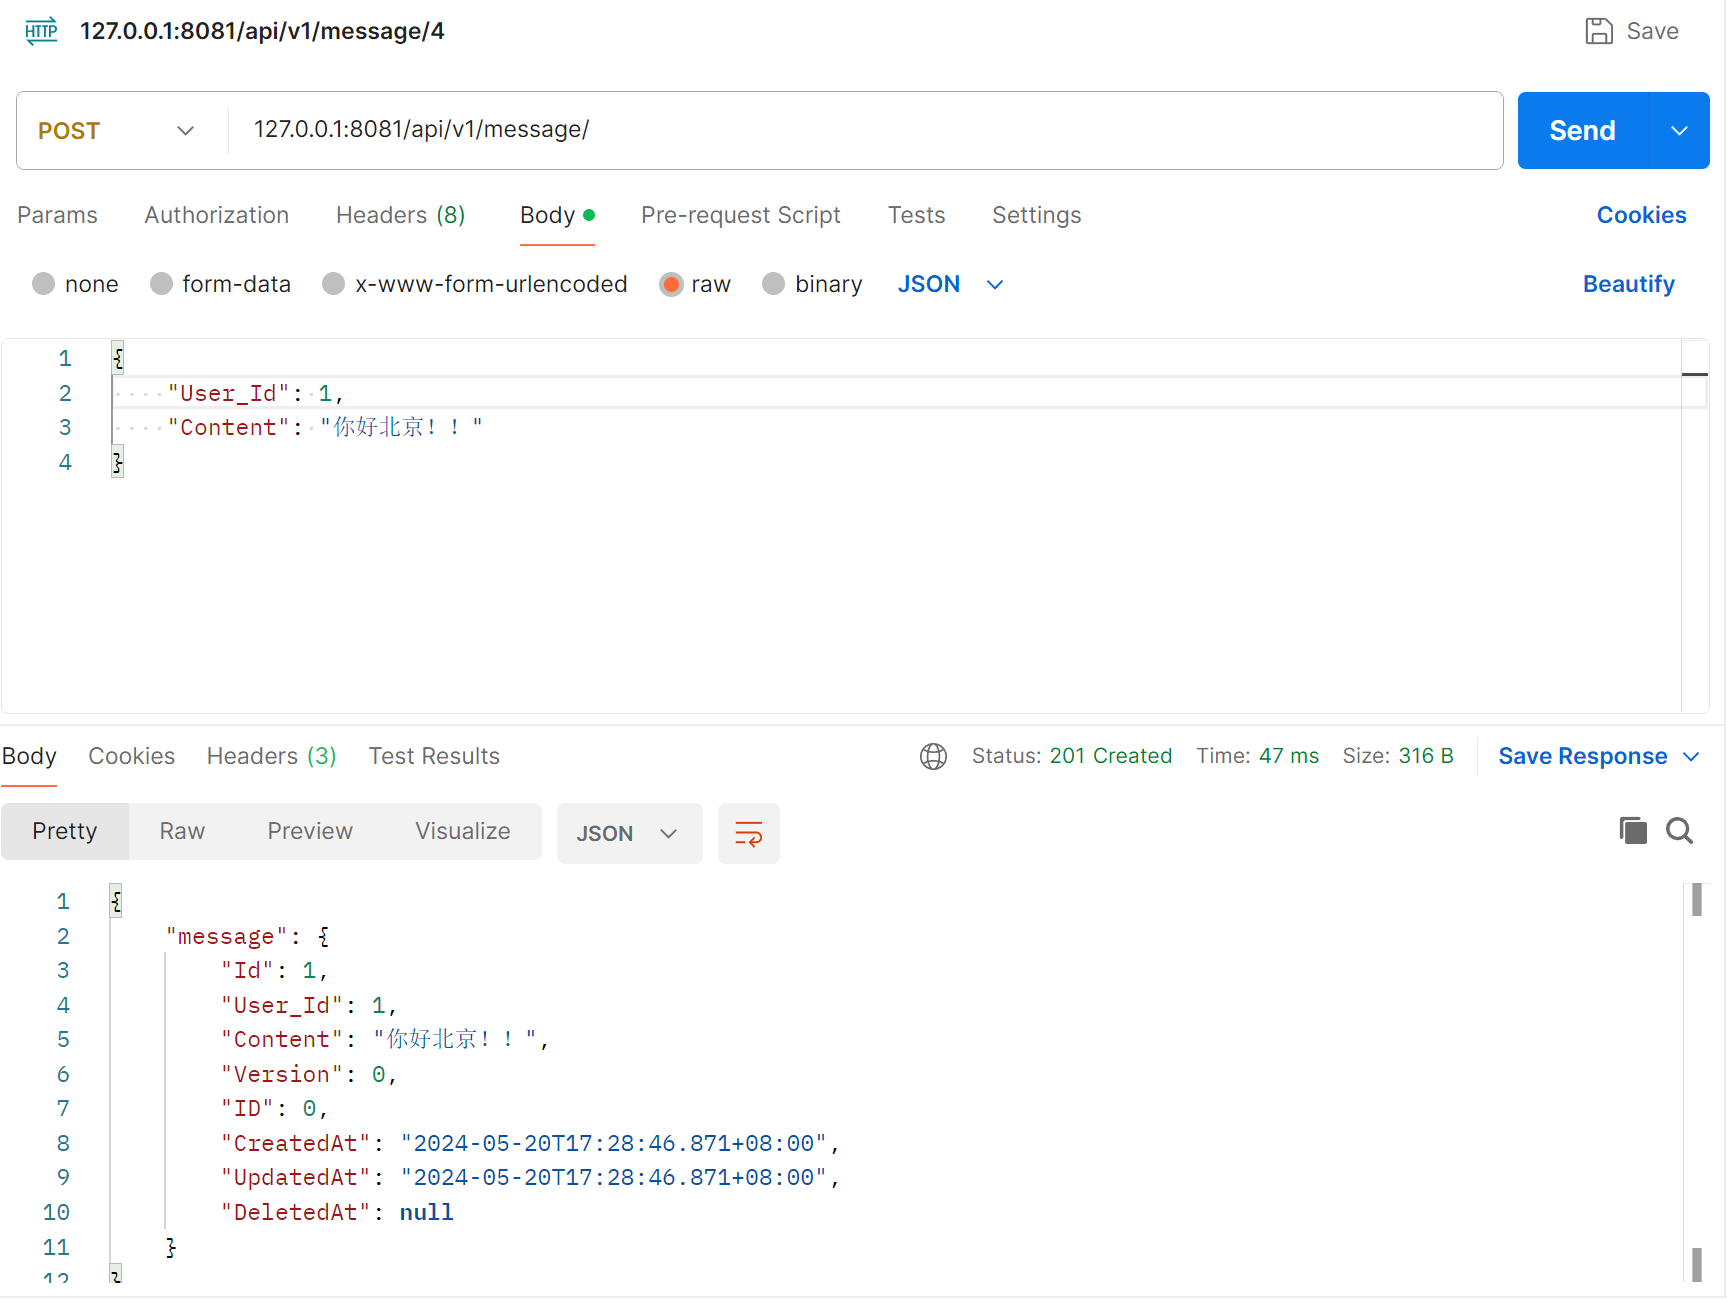 HTTP 127.0.0.1:8081/api/v1/message/4 Save
POST 127.0.0.1:8081/api/v1/message/ Send
Params Authorization Headers (8) Body Pre-request Script Tests Settings Cookies
none form-data x-www-form-urlencoded raw binary JSON Beautify
1 {
2 "User_Id": 1,
3 "Content": "你好北京！！"
4 }
Body Cookies Headers (3) Test Results Status: 201 Created Time: 47 ms Size: 316 B Save Response
Pretty Raw Preview Visualize JSON
1 {
2 "message": {
3 "Id": 1,
4 "User_Id": 1,
5 "Content": "你好北京！！",
6 "Version": 0,
7 "ID": 0,
8 "CreatedAt": "2024-05-20T17:28:46.871+08:00",
9 "UpdatedAt": "2024-05-20T17:28:46.871+08:00",
10 "DeletedAt": null
11 }
12 }